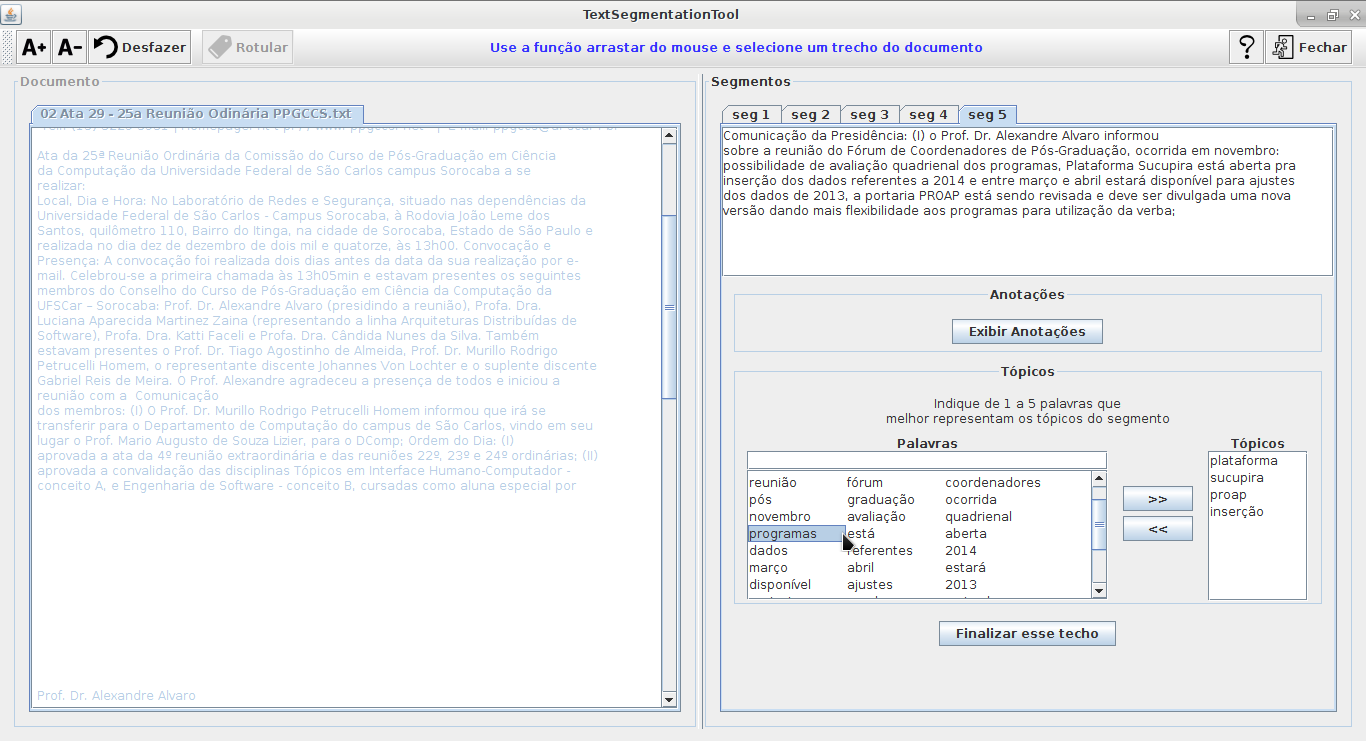 TextSegmentationTool
A+ A- Desfazer Rotular
Use a função arrastar do mouse e selecione um trecho do documento
? Fechar
Documento
02 Ata 29 - 25a Reunião Odinária PPGCCS.txt
Ata da 25ª Reunião Ordinária da Comissão do Curso de Pós-Graduação em Ciência
da Computação da Universidade Federal de São Carlos campus Sorocaba a se
realizar:
Local, Dia e Hora: No Laboratório de Redes e Segurança, situado nas dependências da
Universidade Federal de São Carlos - Campus Sorocaba, à Rodovia João Leme dos
Santos, quilômetro 110, Bairro do Itinga, na cidade de Sorocaba, Estado de São Paulo e
realizada no dia dez de dezembro de dois mil e quatorze, às 13h00. Convocação e
Presença: A convocação foi realizada dois dias antes da data da sua realização por e-
mail. Celebrou-se a primeira chamada às 13h05min e estavam presentes os seguintes
membros do Conselho do Curso de Pós-Graduação em Ciência da Computação da
UFSCar – Sorocaba: Prof. Dr. Alexandre Alvaro (presidindo a reunião), Profa. Dra.
Luciana Aparecida Martinez Zaina (representando a linha Arquiteturas Distribuídas de
Software), Profa. Dra. Katti Faceli e Profa. Dra. Cândida Nunes da Silva. Também
estavam presentes o Prof. Dr. Tiago Agostinho de Almeida, Prof. Dr. Murillo Rodrigo
Petrucelli Homem, o representante discente Johannes Von Lochter e o suplente discente
Gabriel Reis de Meira. O Prof. Alexandre agradeceu a presença de todos e iniciou a
reunião com a  Comunicação
dos membros: (I) O Prof. Dr. Murillo Rodrigo Petrucelli Homem informou que irá se
transferir para o Departamento de Computação do campus de São Carlos, vindo em seu
lugar o Prof. Mario Augusto de Souza Lizier, para o DComp; Ordem do Dia: (I)
aprovada a ata da 4º reunião extraordinária e das reuniões 22º, 23º e 24º ordinárias; (II)
aprovada a convalidação das disciplinas Tópicos em Interface Humano-Computador -
conceito A, e Engenharia de Software - conceito B, cursadas como aluna especial por
Prof. Dr. Alexandre Alvaro
Segmentos
seg 1 seg 2 seg 3 seg 4 seg 5
Comunicação da Presidência: (I) o Prof. Dr. Alexandre Alvaro informou
sobre a reunião do Fórum de Coordenadores de Pós-Graduação, ocorrida em novembro:
possibilidade de avaliação quadrienal dos programas, Plataforma Sucupira está aberta pra
inserção dos dados referentes a 2014 e entre março e abril estará disponível para ajustes
dos dados de 2013, a portaria PROAP está sendo revisada e deve ser divulgada uma nova
versão dando mais flexibilidade aos programas para utilização da verba;
Anotações
Exibir Anotações
Tópicos
Indique de 1 a 5 palavras que
melhor representam os tópicos do segmento
Palavras
reunião fórum coordenadores
pós graduação ocorrida
novembro avaliação quadrienal
programas está aberta
dados referentes 2014
março abril estará
disponível ajustes 2013
>>
<<
Tópicos
plataforma
sucupira
proap
inserção
Finalizar esse techo